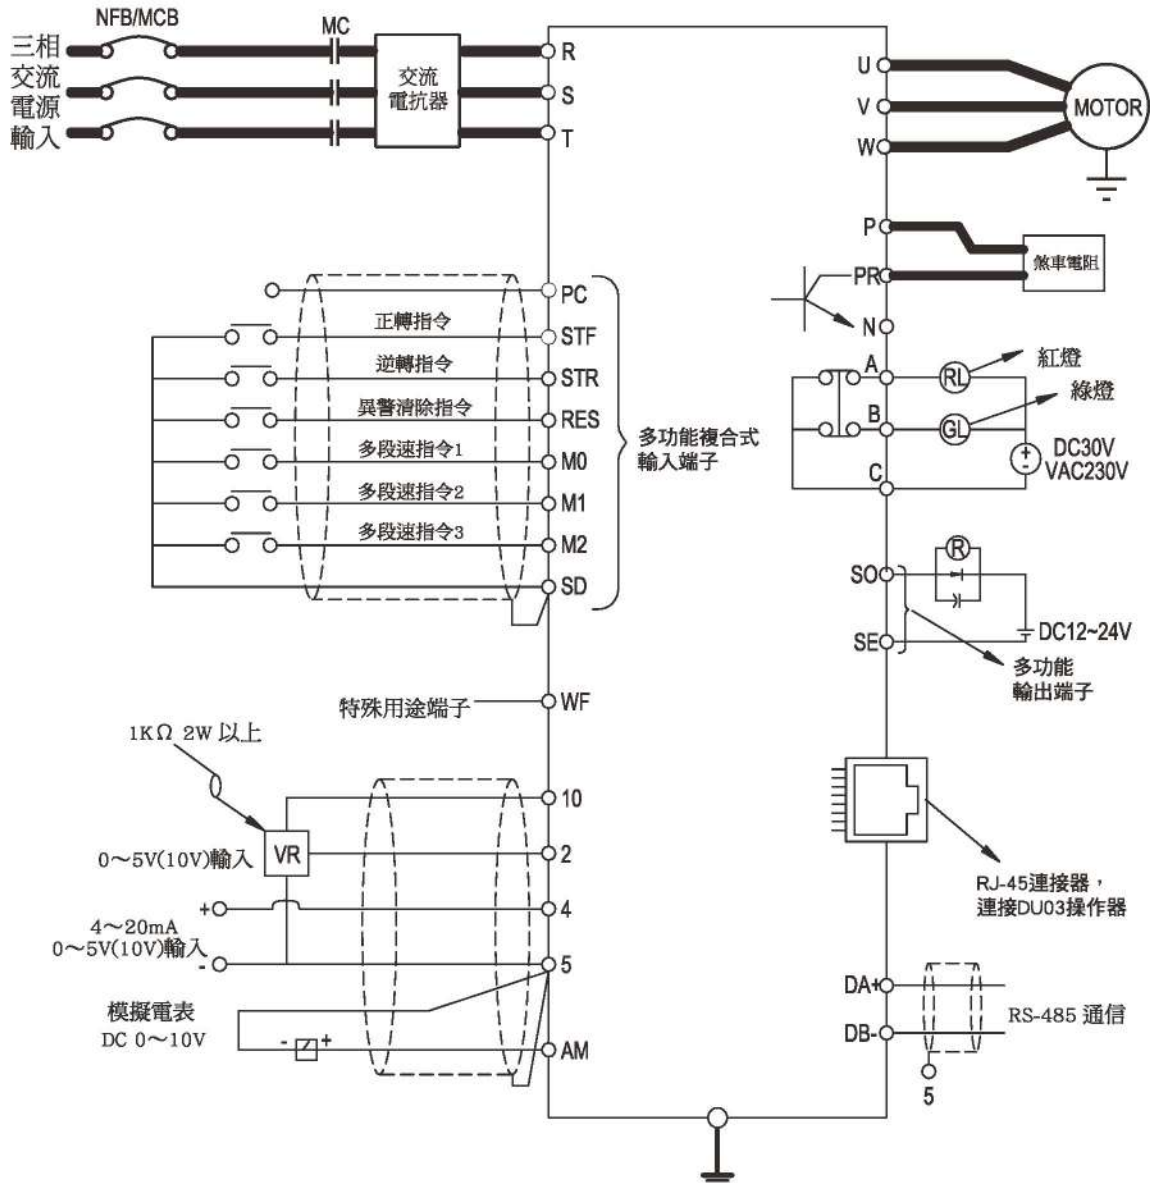 NFB/MCB
MC
三相
交流
電源
輸入
交流
電抗器
R
S
T
U
V
W
MOTOR
P
PR
N
煞車電阻
PC
正轉指令
STF
逆轉指令
STR
異警清除指令
RES
多段速指令1
M0
多段速指令2
M1
多段速指令3
M2
SD
多功能複合式
輸入端子
A
RL
紅燈
B
GL
綠燈
C
+
-
DC30V
VAC230V
R
SO
SE
DC12~24V
多功能
輸出端子
特殊用途端子
WF
1KΩ 2W 以上
VR
0～5V(10V)輸入
10
2
+
4
4～20mA
0～5V(10V)輸入
-
5
模擬電表
DC 0～10V
-
+
AM
RJ-45連接器，
連接DU03操作器
DA+
DB-
RS-485 通信
5